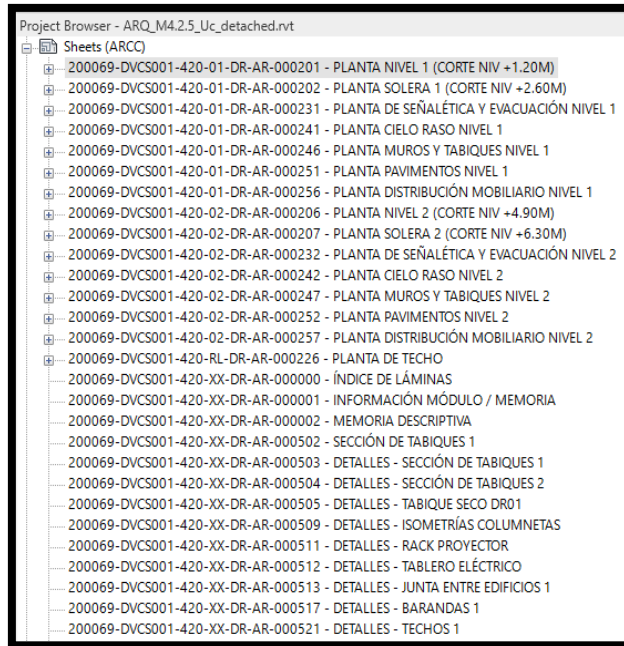 Project Browser - ARQ_M4.2.5_Uc_detached.rvt
Sheets (ARCC)
200069-DVCS001-420-01-DR-AR-000201 - PLANTA NIVEL 1 (CORTE NIV +1.20M)
200069-DVCS001-420-01-DR-AR-000202 - PLANTA SOLERA 1 (CORTE NIV +2.60M)
200069-DVCS001-420-01-DR-AR-000231 - PLANTA DE SEÑALÉTICA Y EVACUACIÓN NIVEL 1
200069-DVCS001-420-01-DR-AR-000241 - PLANTA CIELO RASO NIVEL 1
200069-DVCS001-420-01-DR-AR-000246 - PLANTA MUROS Y TABIQUES NIVEL 1
200069-DVCS001-420-01-DR-AR-000251 - PLANTA PAVIMENTOS NIVEL 1
200069-DVCS001-420-01-DR-AR-000256 - PLANTA DISTRIBUCIÓN MOBILIARIO NIVEL 1
200069-DVCS001-420-02-DR-AR-000206 - PLANTA NIVEL 2 (CORTE NIV +4.90M)
200069-DVCS001-420-02-DR-AR-000207 - PLANTA SOLERA 2 (CORTE NIV +6.30M)
200069-DVCS001-420-02-DR-AR-000232 - PLANTA DE SEÑALÉTICA Y EVACUACIÓN NIVEL 2
200069-DVCS001-420-02-DR-AR-000242 - PLANTA CIELO RASO NIVEL 2
200069-DVCS001-420-02-DR-AR-000247 - PLANTA MUROS Y TABIQUES NIVEL 2
200069-DVCS001-420-02-DR-AR-000252 - PLANTA PAVIMENTOS NIVEL 2
200069-DVCS001-420-02-DR-AR-000257 - PLANTA DISTRIBUCIÓN MOBILIARIO NIVEL 2
200069-DVCS001-420-RL-DR-AR-000226 - PLANTA DE TECHO
200069-DVCS001-420-XX-DR-AR-000000 - ÍNDICE DE LÁMINAS
200069-DVCS001-420-XX-DR-AR-000001 - INFORMACIÓN MÓDULO / MEMORIA
200069-DVCS001-420-XX-DR-AR-000002 - MEMORIA DESCRIPTIVA
200069-DVCS001-420-XX-DR-AR-000502 - SECCIÓN DE TABIQUES 1
200069-DVCS001-420-XX-DR-AR-000503 - DETALLES - SECCIÓN DE TABIQUES 1
200069-DVCS001-420-XX-DR-AR-000504 - DETALLES - SECCIÓN DE TABIQUES 2
200069-DVCS001-420-XX-DR-AR-000505 - DETALLES - TABIQUE SECO DR01
200069-DVCS001-420-XX-DR-AR-000509 - DETALLES - ISOMETRÍAS COLUMNETAS
200069-DVCS001-420-XX-DR-AR-000511 - DETALLES - RACK PROYECTOR
200069-DVCS001-420-XX-DR-AR-000512 - DETALLES - TABLERO ELÉCTRICO
200069-DVCS001-420-XX-DR-AR-000513 - DETALLES - JUNTA ENTRE EDIFICIOS 1
200069-DVCS001-420-XX-DR-AR-000517 - DETALLES - BARANDAS 1
200069-DVCS001-420-XX-DR-AR-000521 - DETALLES - TECHOS 1